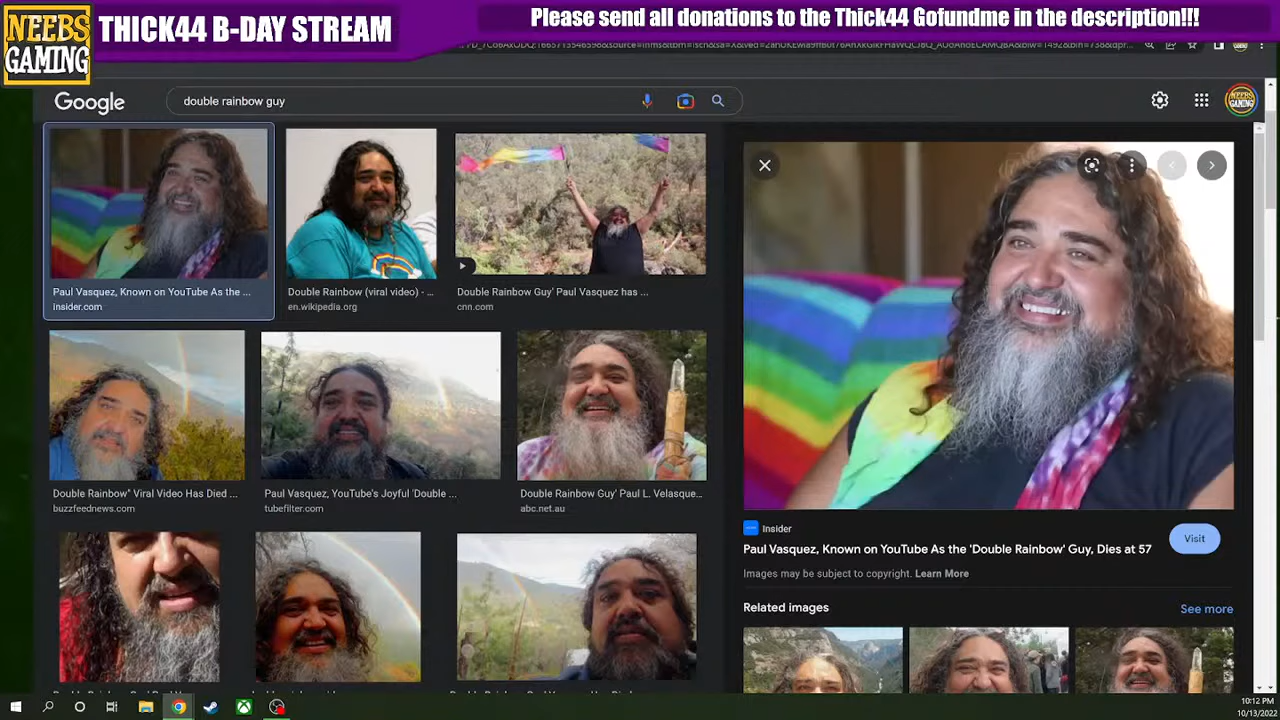 NEEBS
GAMING
THICK44 B-DAY STREAM
Please send all donations to the Thick44 Gofundme in the description!!!
Google
double rainbow guy
NEEBS
GAMING
Paul Vasquez, Known on YouTube As the ...
insider.com
Double Rainbow (viral video) - ...
en.wikipedia.org
Double Rainbow Guy' Paul Vasquez has ...
cnn.com
Double Rainbow" Viral Video Has Died ...
buzzfeednews.com
Paul Vasquez, YouTube's Joyful 'Double ...
tubefilter.com
Double Rainbow Guy' Paul L. Velasque...
abc.net.au
Insider
Visit
Paul Vasquez, Known on YouTube As the 'Double Rainbow' Guy, Dies at 57
Images may be subject to copyright. Learn More
Related images
See more
10:12 PM
10/13/2022